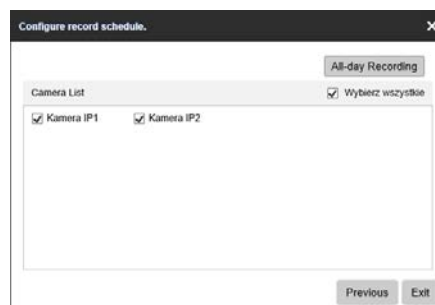 Configure record schedule.
All-day Recording
Camera List Wybierz wszystkie
Kamera IP1 Kamera IP2
Previous Exit